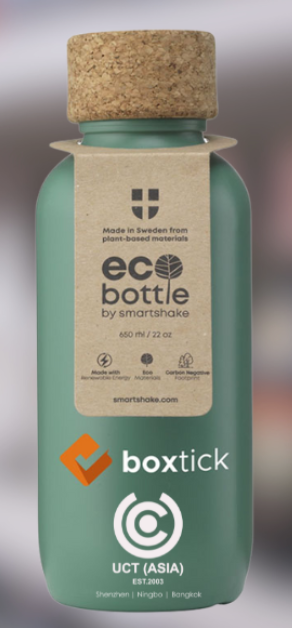 Made in Sweden from
plant-based materials
eco
bottle
by smartshake
650 ml / 22 oz
Made with
Renewable Energy
Eco
Materials
Carbon Negative
Footprint
smartshake.com
boxtick
UCT (ASIA)
EST.2003
Shenzhen | Ningbo | Bangkok